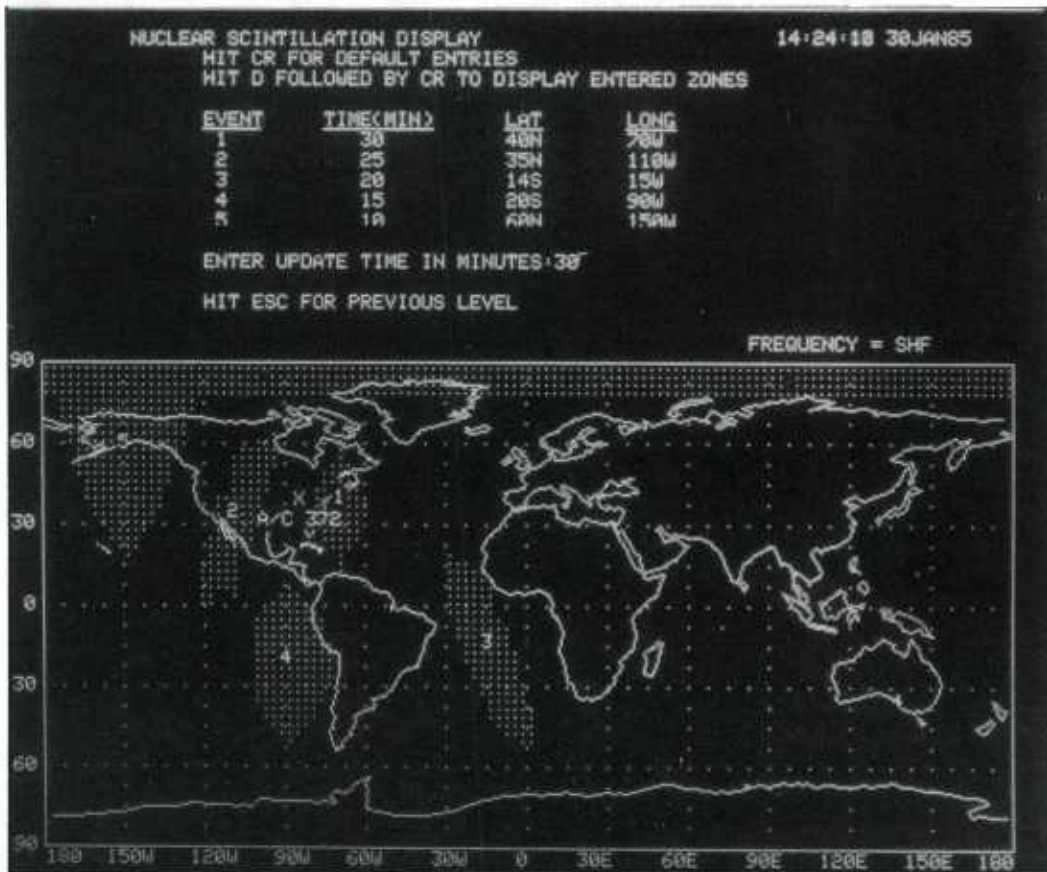 NUCLEAR SCINTILLATION DISPLAY 14:24:10 30JAN85
HIT CR FOR DEFAULT ENTRIES
HIT D FOLLOWED BY CR TO DISPLAY ENTERED ZONES
EVENT TIME(MIN) LAT LONG
1 30 40N 70W
2 25 35N 110W
3 20 14S 15W
4 15 20S 90W
5 10 60N 150W
ENTER UPDATE TIME IN MINUTES:30
HIT ESC FOR PREVIOUS LEVEL
FREQUENCY = SHF
90
60
5
X 1
2 A/C 372
30
0
3
4
30
60
90
180 150W 120W 90W 60W 30W 0 30E 60E 90E 120E 150E 180